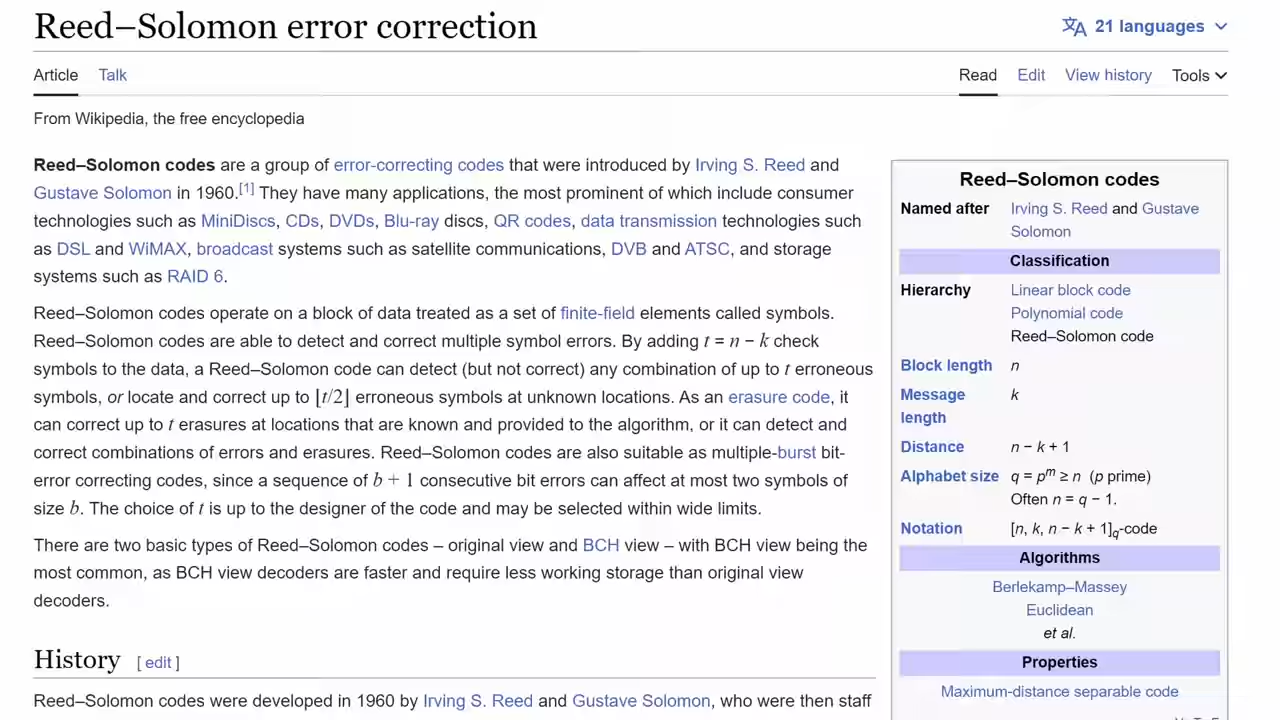 Reed–Solomon error correction
21 languages
Article Talk
Read Edit View history Tools
From Wikipedia, the free encyclopedia
Reed–Solomon codes are a group of error-correcting codes that were introduced by Irving S. Reed and
Gustave Solomon in 1960.[1] They have many applications, the most prominent of which include consumer
technologies such as MiniDiscs, CDs, DVDs, Blu-ray discs, QR codes, data transmission technologies such
as DSL and WiMAX, broadcast systems such as satellite communications, DVB and ATSC, and storage
systems such as RAID 6.
Reed–Solomon codes operate on a block of data treated as a set of finite-field elements called symbols.
Reed–Solomon codes are able to detect and correct multiple symbol errors. By adding t = n − k check
symbols to the data, a Reed–Solomon code can detect (but not correct) any combination of up to t erroneous
symbols, or locate and correct up to ⌊t/2⌋ erroneous symbols at unknown locations. As an erasure code, it
can correct up to t erasures at locations that are known and provided to the algorithm, or it can detect and
correct combinations of errors and erasures. Reed–Solomon codes are also suitable as multiple-burst bit-
error correcting codes, since a sequence of b + 1 consecutive bit errors can affect at most two symbols of
size b. The choice of t is up to the designer of the code and may be selected within wide limits.
There are two basic types of Reed–Solomon codes – original view and BCH view – with BCH view being the
most common, as BCH view decoders are faster and require less working storage than original view
decoders.
History [ edit ]
Reed–Solomon codes were developed in 1960 by Irving S. Reed and Gustave Solomon, who were then staff
Reed–Solomon codes
Named after Irving S. Reed and Gustave
Solomon
Classification
Hierarchy Linear block code
Polynomial code
Reed–Solomon code
Block length n
Message k
length
Distance n − k + 1
Alphabet size q = pᵐ ≥ n (p prime)
Often n = q − 1.
Notation [n, k, n − k + 1]q-code
Algorithms
Berlekamp–Massey
Euclidean
et al.
Properties
Maximum-distance separable code